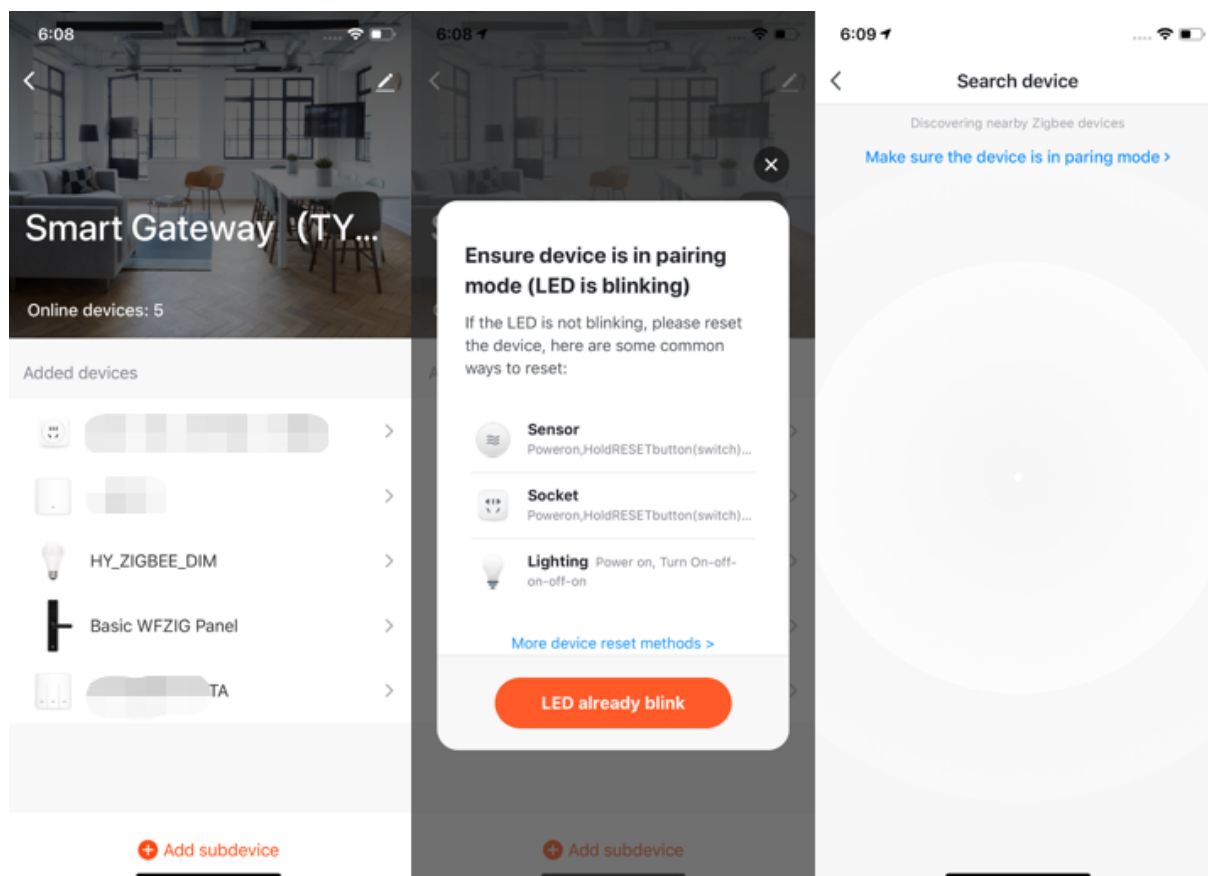 6:08
Smart Gateway（TY...
Online devices: 5
Added devices
HY_ZIGBEE_DIM
Basic WFZIG Panel
TA
Add subdevice
6:08
Ensure device is in pairing
mode (LED is blinking)
If the LED is not blinking, please reset
the device, here are some common
ways to reset:
Sensor
Poweron,HoldRESETbutton(switch)...
Socket
Poweron,HoldRESETbutton(switch)...
Lighting Power on, Turn On-off-
on-off-on
More device reset methods >
LED already blink
Add subdevice
6:09
Search device
Discovering nearby Zigbee devices
Make sure the device is in paring mode >